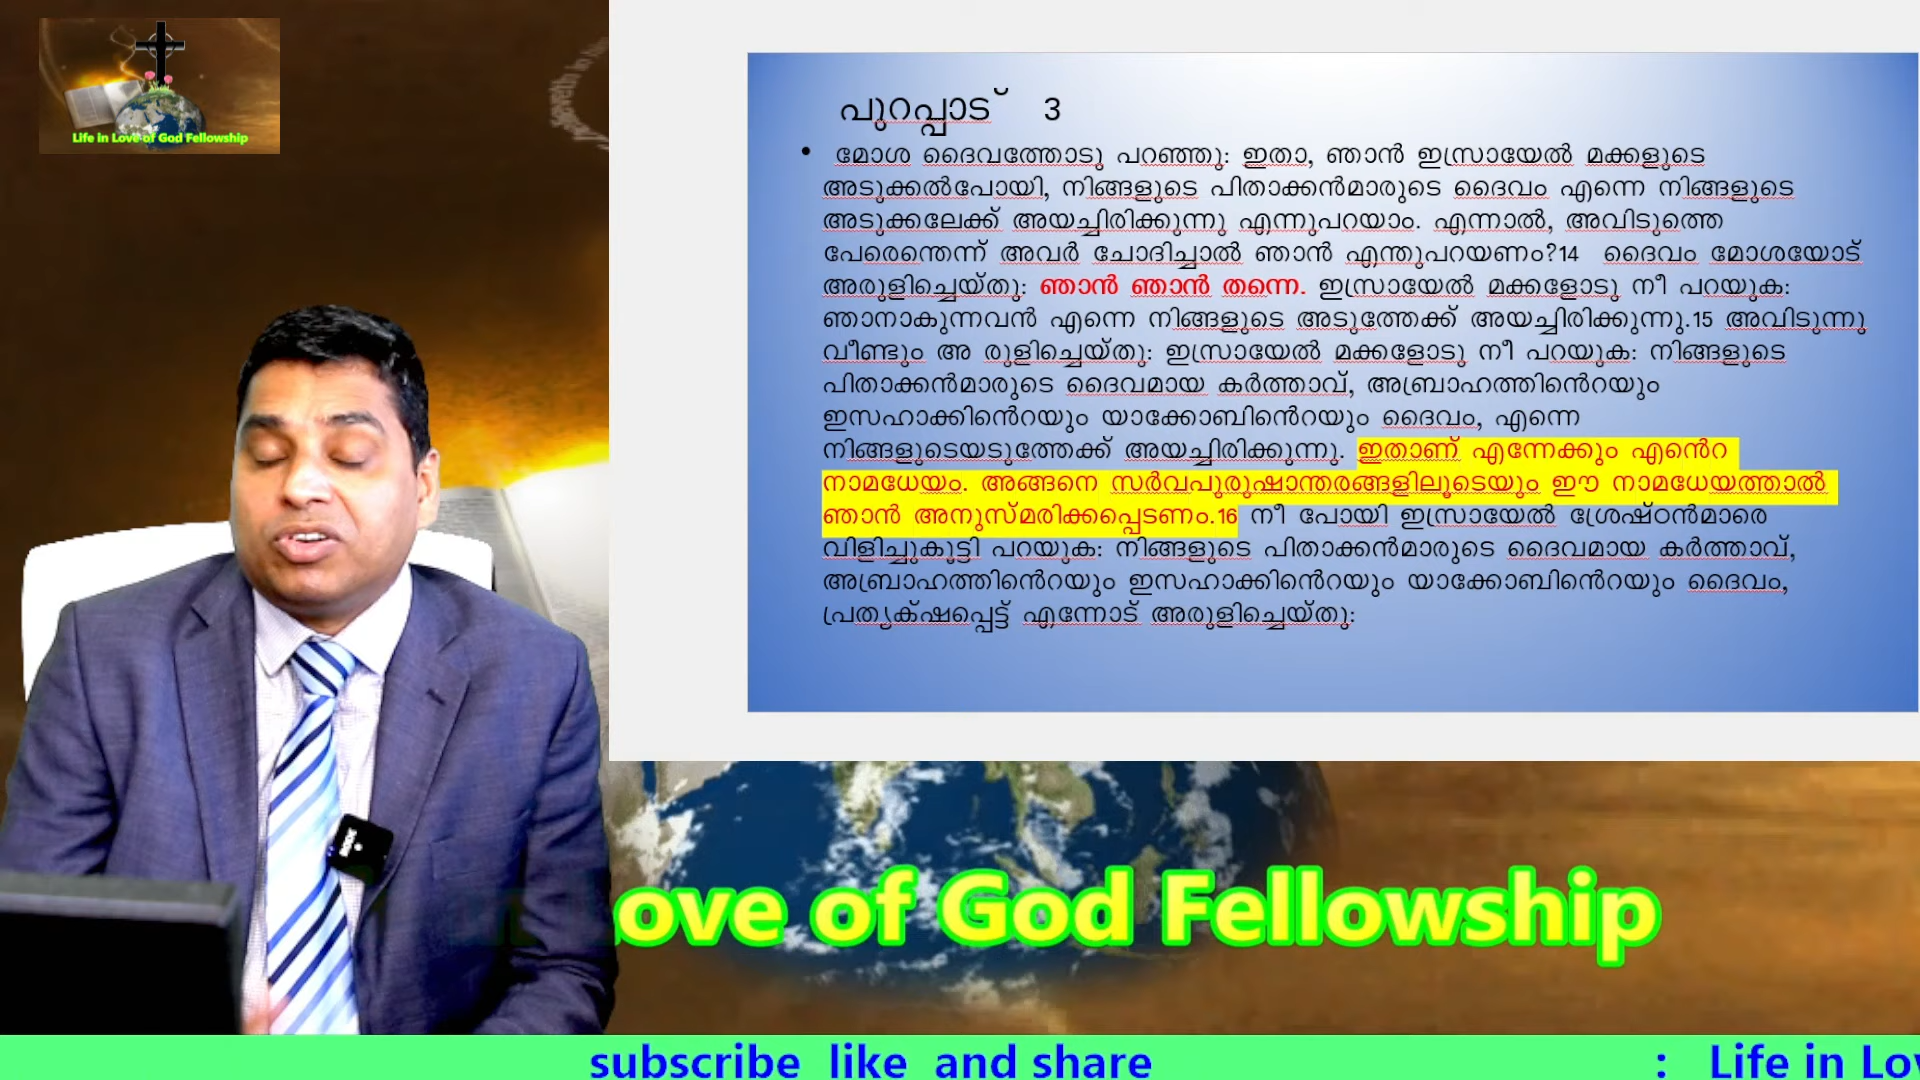 Life in Love of God Fellowship
പുറപ്പാട് 3
• മോശ ദൈവത്തോടു പറഞ്ഞു: ഇതാ, ഞാൻ ഇസ്രായേൽ മക്കളുടെ
അടുക്കൽപോയി, നിങ്ങളുടെ പിതാക്കൻമാരുടെ ദൈവം എന്നെ നിങ്ങളുടെ
അടുക്കലേക്ക് അയച്ചിരിക്കുന്നു എന്നുപറയാം. എന്നാൽ, അവിടുത്തെ
പേരെന്തെന്ന് അവർ ചോദിച്ചാൽ ഞാൻ എന്തുപറയണം?14 ദൈവം മോശയോട്
അരുളിച്ചെയ്തു: ഞാൻ ഞാൻ തന്നെ. ഇസ്രായേൽ മക്കളോടു നീ പറയുക:
ഞാനാകുന്നവൻ എന്നെ നിങ്ങളുടെ അടുത്തേക്ക് അയച്ചിരിക്കുന്നു.15 അവിടുന്നു
വീണ്ടും അ രുളിച്ചെയ്തു: ഇസ്രായേൽ മക്കളോടു നീ പറയുക: നിങ്ങളുടെ
പിതാക്കൻമാരുടെ ദൈവമായ കർത്താവ്, അബ്രാഹത്തിൻെറയും
ഇസഹാക്കിൻെറയും യാക്കോബിൻെറയും ദൈവം, എന്നെ
നിങ്ങളുടെയടുത്തേക്ക് അയച്ചിരിക്കുന്നു. ഇതാണ് എന്നേക്കും എൻെറ
നാമധേയം. അങ്ങനെ സർവപുരുഷാന്തരങ്ങളിലൂടെയും ഈ നാമധേയത്താൽ
ഞാൻ അനുസ്മരിക്കപ്പെടണം.16 നീ പോയി ഇസ്രായേൽ ശ്രേഷ്ഠൻമാരെ
വിളിച്ചുകൂട്ടി പറയുക: നിങ്ങളുടെ പിതാക്കൻമാരുടെ ദൈവമായ കർത്താവ്,
അബ്രാഹത്തിൻെറയും ഇസഹാക്കിൻെറയും യാക്കോബിൻെറയും ദൈവം,
പ്രത്യക്ഷപ്പെട്ട് എന്നോട് അരുളിച്ചെയ്തു:
ove of God Fellowship
subscribe like and share : Life in Lov